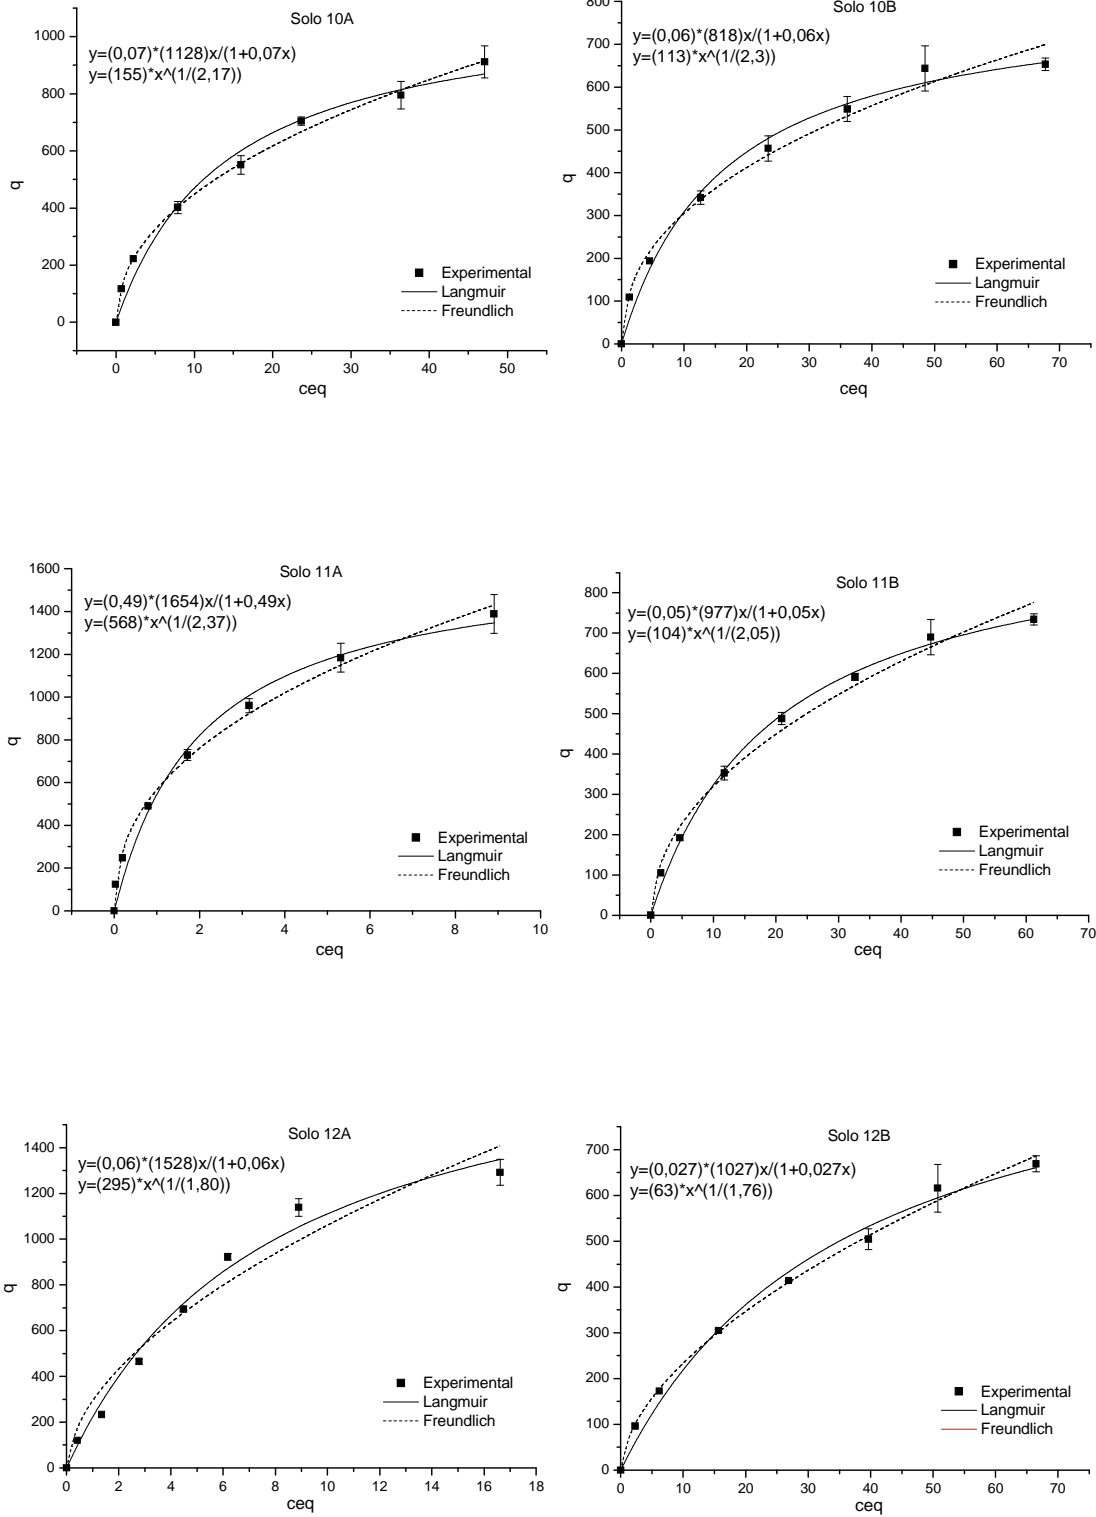 Solo 10A
y=(0,07)*(1128)x/(1+0,07x)
y=(155)*x^(1/(2,17))
1000
800
600
400
200
0
q
Experimental
Langmuir
Freundlich
0 10 20 30 40 50
ceq
Solo 10B
y=(0,06)*(818)x/(1+0,06x)
y=(113)*x^(1/(2,3))
800
700
600
500
400
300
200
100
0
q
Experimental
Langmuir
Freundlich
0 10 20 30 40 50 60 70
ceq
Solo 11A
y=(0,49)*(1654)x/(1+0,49x)
y=(568)*x^(1/(2,37))
1600
1400
1200
1000
800
600
400
200
0
q
Experimental
Langmuir
Freundlich
0 2 4 6 8 10
ceq
Solo 11B
y=(0,05)*(977)x/(1+0,05x)
y=(104)*x^(1/(2,05))
800
700
600
500
400
300
200
100
0
q
Experimental
Langmuir
Freundlich
0 10 20 30 40 50 60 70
ceq
Solo 12A
y=(0,06)*(1528)x/(1+0,06x)
y=(295)*x^(1/(1,80))
1400
1200
1000
800
600
400
200
0
q
Experimental
Langmuir
Freundlich
0 2 4 6 8 10 12 14 16 18
ceq
Solo 12B
y=(0,027)*(1027)x/(1+0,027x)
y=(63)*x^(1/(1,76))
700
600
500
400
300
200
100
0
q
Experimental
Langmuir
Freundlich
0 10 20 30 40 50 60 70
ceq